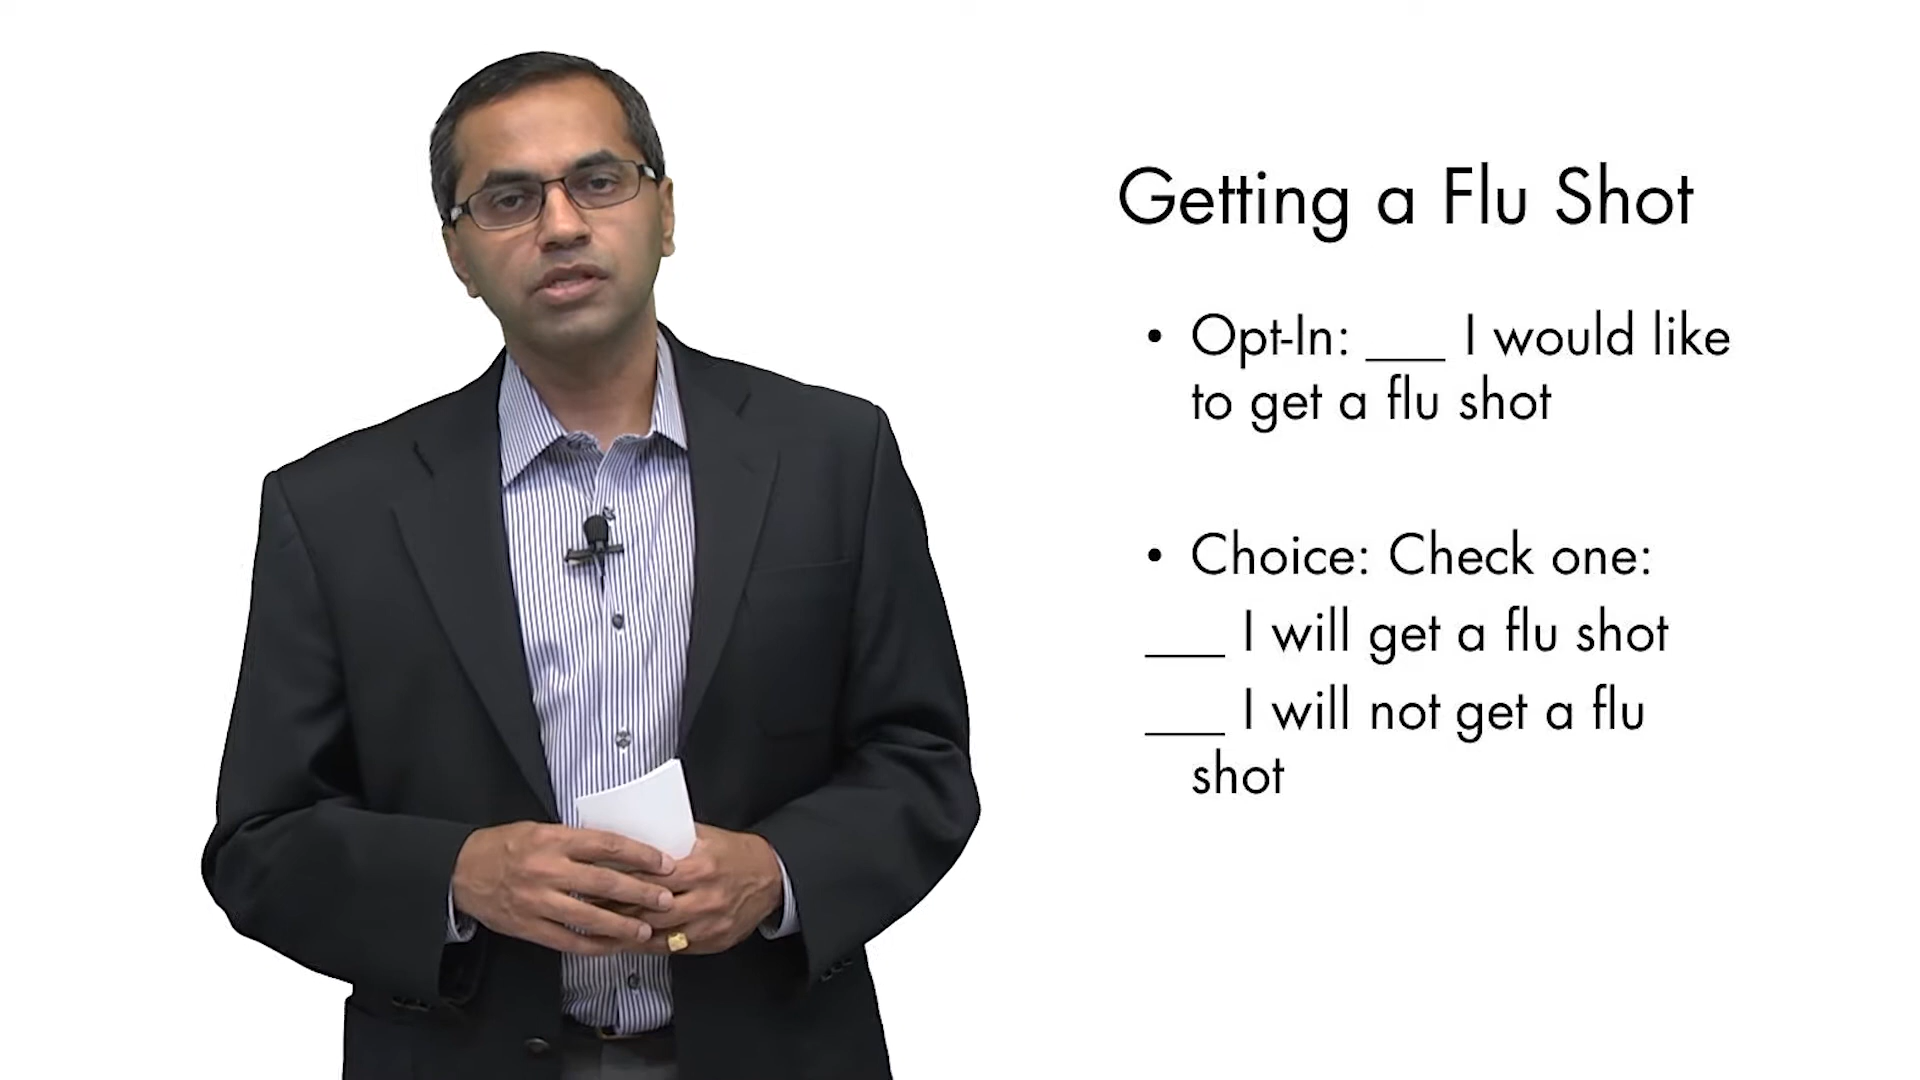 Getting a Flu Shot
• Opt-In: ___ I would like
to get a flu shot
• Choice: Check one:
___ I will get a flu shot
___ I will not get a flu
shot